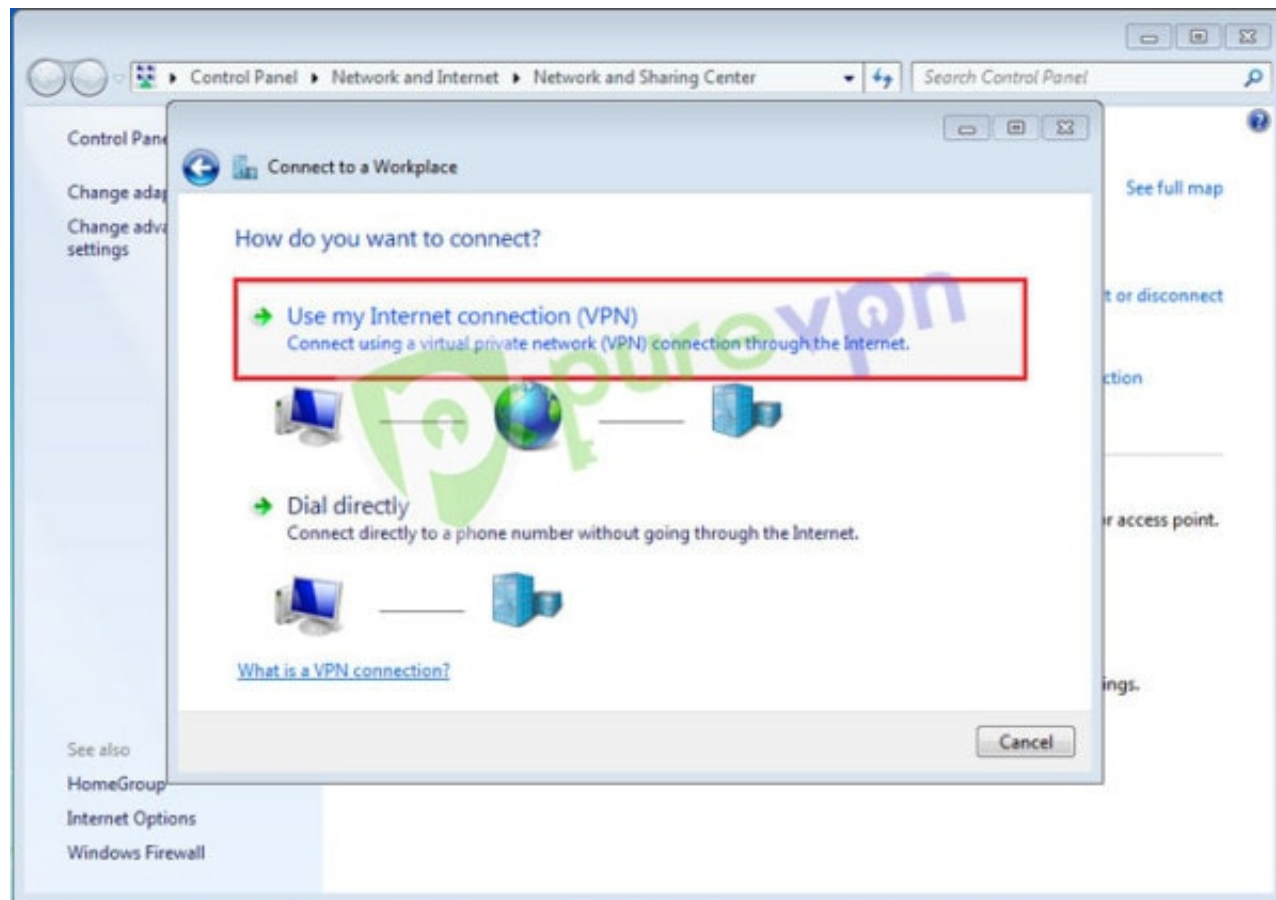 Control Panel ▸ Network and Internet ▸ Network and Sharing Center
Search Control Panel
Control Pane
Change adap
Change adva
settings
See also
HomeGroup
Internet Options
Windows Firewall
Connect to a Workplace
How do you want to connect?
Use my Internet connection (VPN)
Connect using a virtual private network (VPN) connection through the Internet.
purevpn
Dial directly
Connect directly to a phone number without going through the Internet.
What is a VPN connection?
Cancel
See full map
t or disconnect
ction
r access point.
ings.